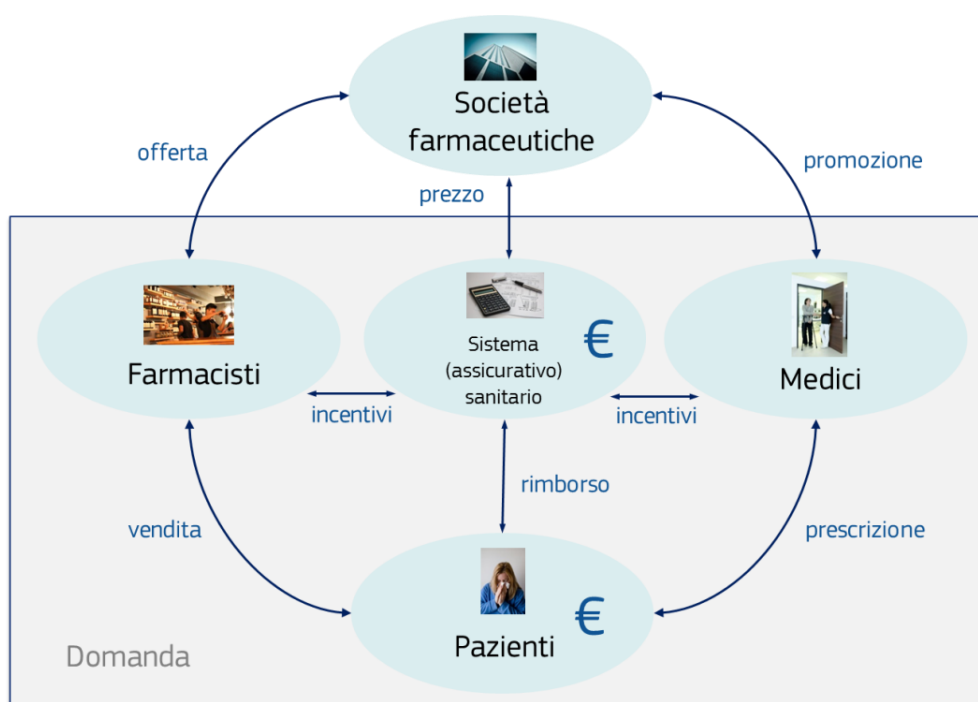 Società
farmaceutiche
offerta
promozione
prezzo
Farmacisti
Sistema
(assicurativo)
sanitario
€
Medici
incentivi
incentivi
rimborso
vendita
prescrizione
Pazienti
€
Domanda